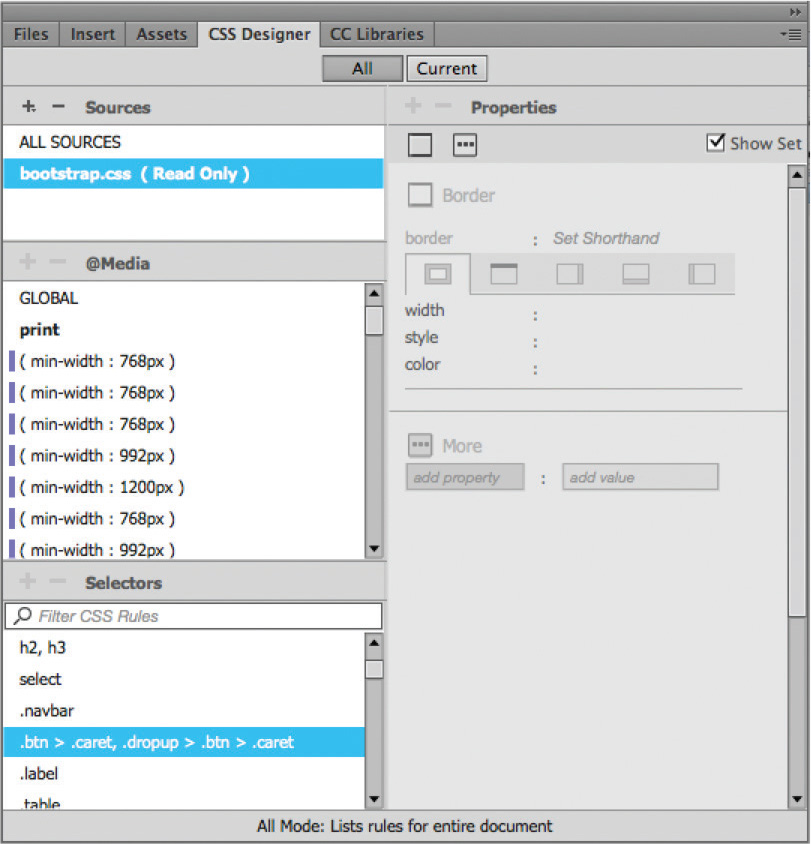 Files Insert Assets CSS Designer CC Libraries
All Current
Sources
ALL SOURCES
bootstrap.css ( Read Only )
@Media
GLOBAL
print
( min-width : 768px )
( min-width : 768px )
( min-width : 768px )
( min-width : 992px )
( min-width : 1200px )
( min-width : 768px )
( min-width : 992px )
Selectors
Filter CSS Rules
h2, h3
select
.navbar
.btn > .caret, .dropup > .btn > .caret
.label
.table
Properties
Show Set
Border
border : Set Shorthand
width :
style :
color :
More
add property : add value
All Mode: Lists rules for entire document